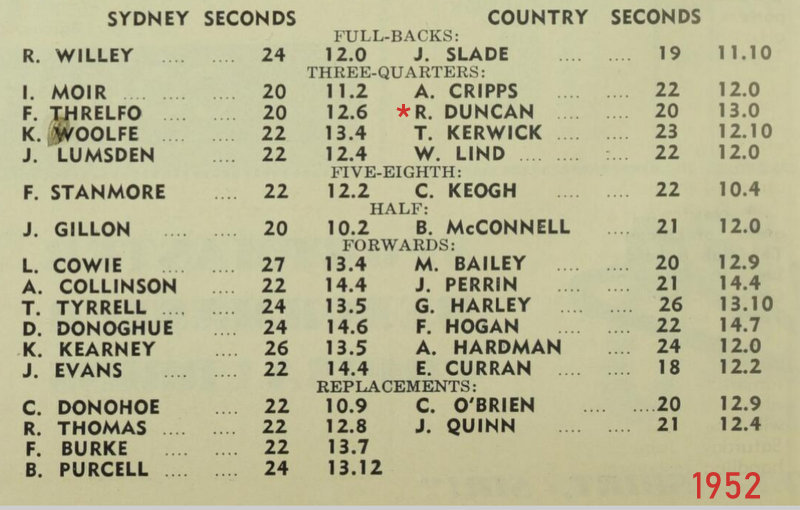 SYDNEY SECONDS COUNTRY SECONDS
FULL-BACKS:
R. WILLEY 24 12.0 J. SLADE .... .... 19 11.10
THREE-QUARTERS:
I. MOIR .... .... 20 11.2 A. CRIPPS .... .... 22 12.0
F. THRELFO .... 20 12.6 *R. DUNCAN .... .... 20 13.0
K. WOOLFE .... 22 13.4 T. KERWICK .... .... 23 12.10
J. LUMSDEN .... 22 12.4 W. LIND .... .... .... 22 12.0
FIVE-EIGHTH:
F. STANMORE .... 22 12.2 C. KEOGH .... .... 22 10.4
HALF:
J. GILLON .... .... 20 10.2 B. McCONNELL .... 21 12.0
FORWARDS:
L. COWIE .... .... 27 13.4 M. BAILEY .... .... 20 12.9
A. COLLINSON .... 22 14.4 J. PERRIN .... .... 21 14.4
T. TYRRELL .... .... 24 13.5 G. HARLEY .... .... 26 13.10
D. DONOGHUE .... 24 14.6 F. HOGAN .... .... 22 14.7
K. KEARNEY .... .... 26 13.5 A. HARDMAN .... 24 12.0
J. EVANS .... .... 22 14.4 E. CURRAN .... .... 18 12.2
REPLACEMENTS:
C. DONOHOE .... 22 10.9 C. O'BRIEN .... ....20 12.9
R. THOMAS .... .... 22 12.8 J. QUINN .... .... 21 12.4
F. BURKE .... .... 22 13.7
B. PURCELL .... .... 24 13.12
1952